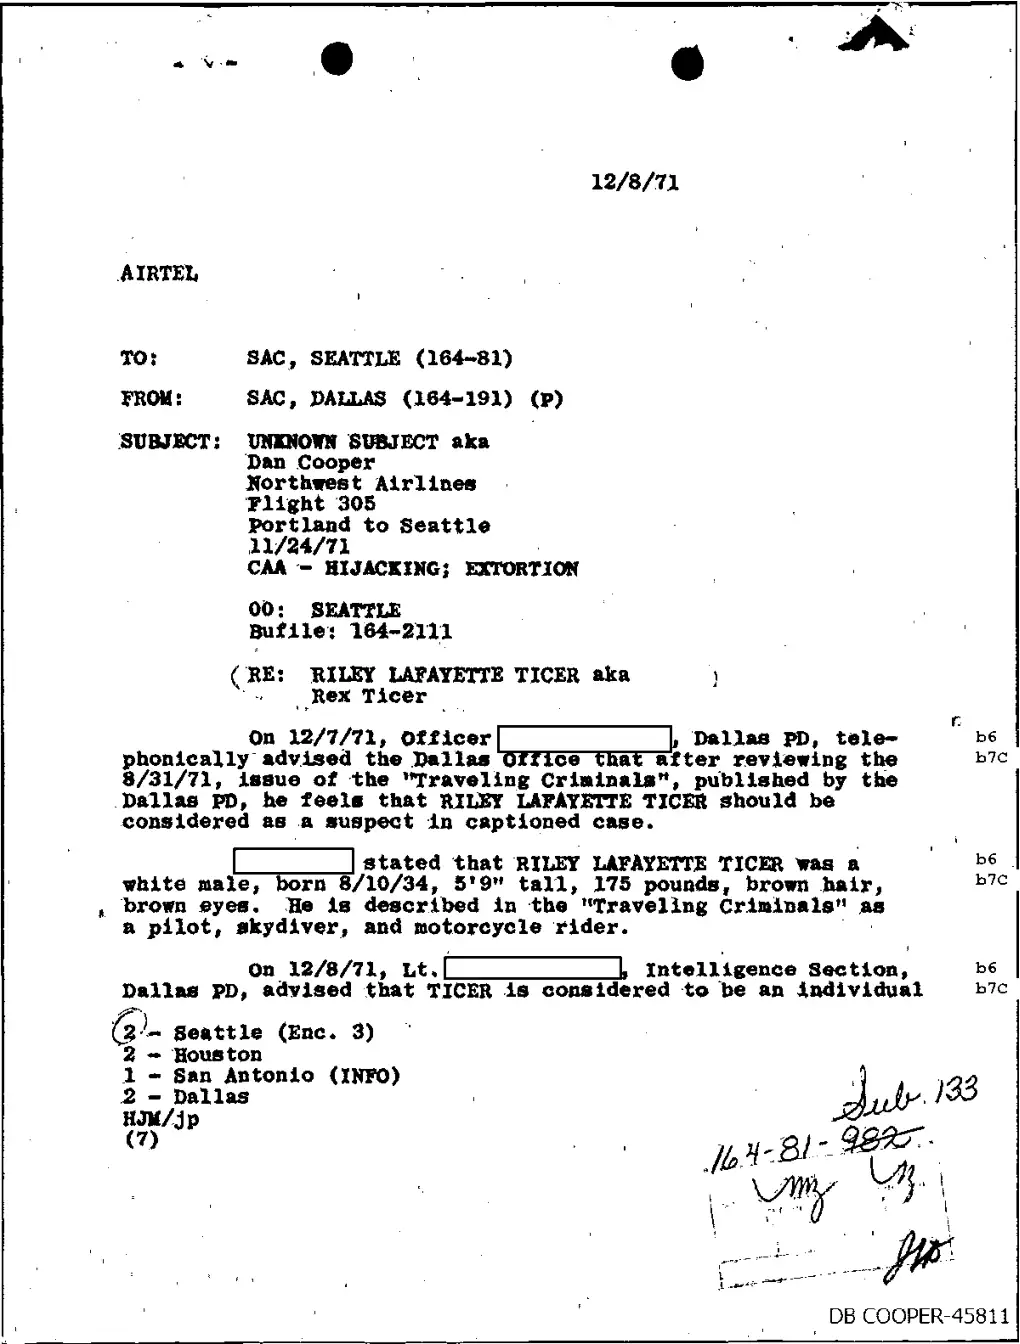 12/8/71
AIRTEL
TO: SAC, SEATTLE (164-81)
FROM: SAC, DALLAS (164-191) (P)
SUBJECT: UNKNOWN SUBJECT aka
Dan Cooper
Northwest Airlines
Flight 305
Portland to Seattle
11/24/71
CAA - HIJACKING; EXTORTION
OO: SEATTLE
Bufile: 164-2111
(RE: RILEY LAFAYETTE TICER aka )
Rex Ticer
On 12/7/71, Officer , Dallas PD, tele- b6
phonically advised the Dallas Office that after reviewing the b7C
8/31/71, issue of the "Traveling Criminals", published by the
Dallas PD, he feels that RILEY LAFAYETTE TICER should be
considered as a suspect in captioned case.
stated that RILEY LAFAYETTE TICER was a b6
white male, born 8/10/34, 5'9" tall, 175 pounds, brown hair, b7C
brown eyes. He is described in the "Traveling Criminals" as
a pilot, skydiver, and motorcycle rider.
On 12/8/71, Lt. , Intelligence Section, b6
Dallas PD, advised that TICER is considered to be an individual b7C
2 - Seattle (Enc. 3)
2 - Houston
1 - San Antonio (INFO)
2 - Dallas
HJM/jp
(7)
Sub. 133
164-81-982
DB COOPER-45811